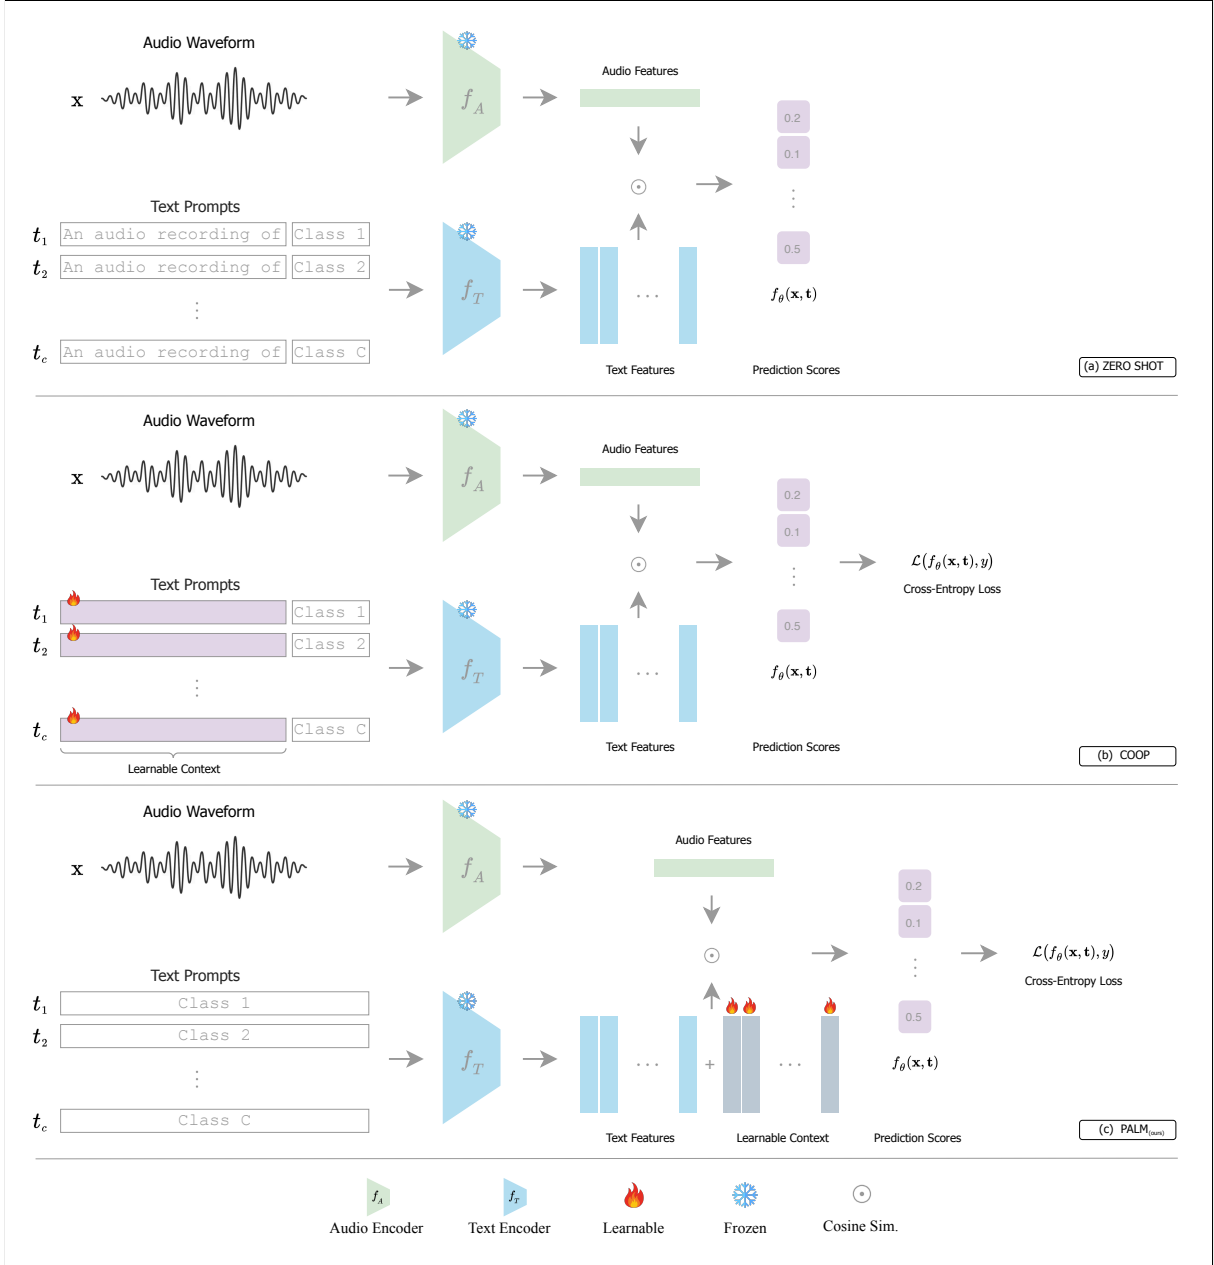 Audio Waveform
x
f_A
Audio Features
0.2
0.1
Text Prompts
t_1 An audio recording of Class 1
t_2 An audio recording of Class 2
⋮
t_c An audio recording of Class C
f_T
...
0.5
f_θ(x, t)
Text Features
Prediction Scores
(a) ZERO SHOT
Audio Waveform
x
f_A
Audio Features
0.2
0.1
Text Prompts
t_1 Class 1
t_2 Class 2
⋮
t_c Class C
Learnable Context
f_T
...
0.5
f_θ(x, t)
ℒ(f_θ(x, t), y)
Cross-Entropy Loss
Text Features
Prediction Scores
(b) COOP
Audio Waveform
x
f_A
Audio Features
0.2
0.1
Text Prompts
t_1 Class 1
t_2 Class 2
⋮
t_c Class C
f_T
... + ...
0.5
f_θ(x, t)
ℒ(f_θ(x, t), y)
Cross-Entropy Loss
Text Features
Learnable Context
Prediction Scores
(c) PALM(ours)
f_A
f_T
Audio Encoder
Text Encoder
Learnable
Frozen
Cosine Sim.